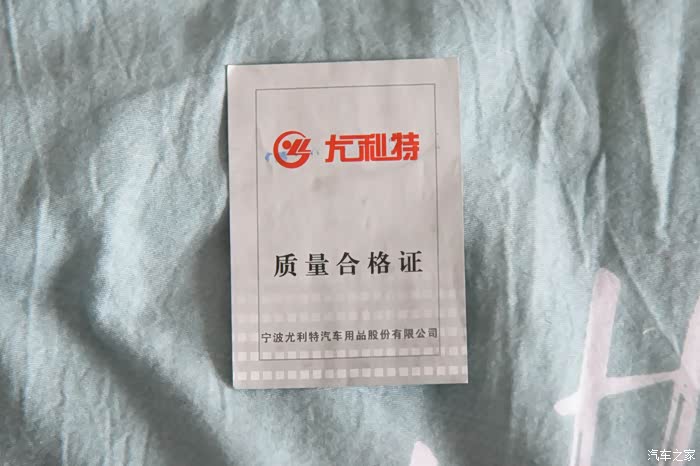 尤利特
质量合格证
宁波尤利特汽车用品股份有限公司
H
汽车之家